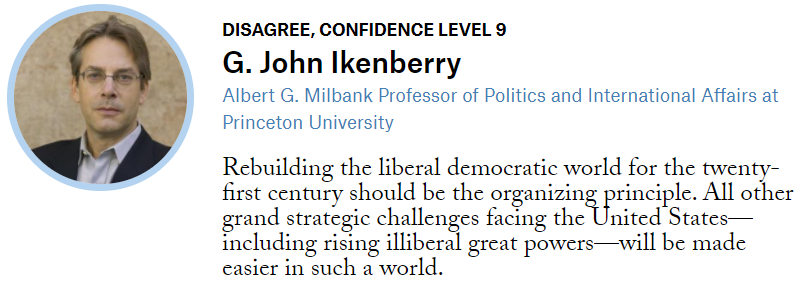 DISAGREE, CONFIDENCE LEVEL 9
G. John Ikenberry
Albert G. Milbank Professor of Politics and International Affairs at
Princeton University
Rebuilding the liberal democratic world for the twenty-
first century should be the organizing principle. All other
grand strategic challenges facing the United States—
including rising illiberal great powers—will be made
easier in such a world.